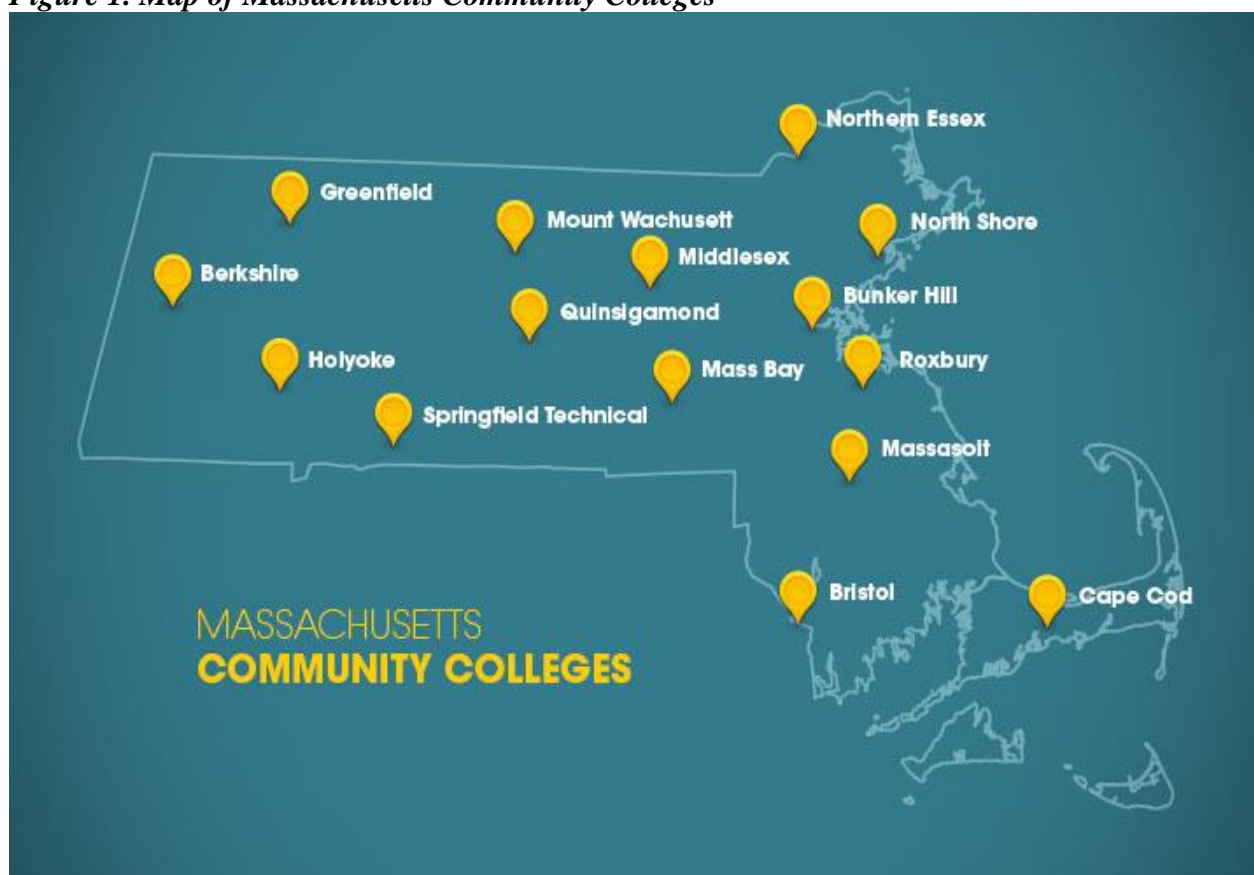 Figure 1. Map of Massachusetts Community Colleges
Northern Essex
Greenfield
Mount Wachusett
North Shore
Middlesex
Berkshire
Bunker Hill
Quinsigamond
Holyoke
Mass Bay
Roxbury
Springfield Technical
Massasoit
Bristol
Cape Cod
MASSACHUSETTS
COMMUNITY COLLEGES